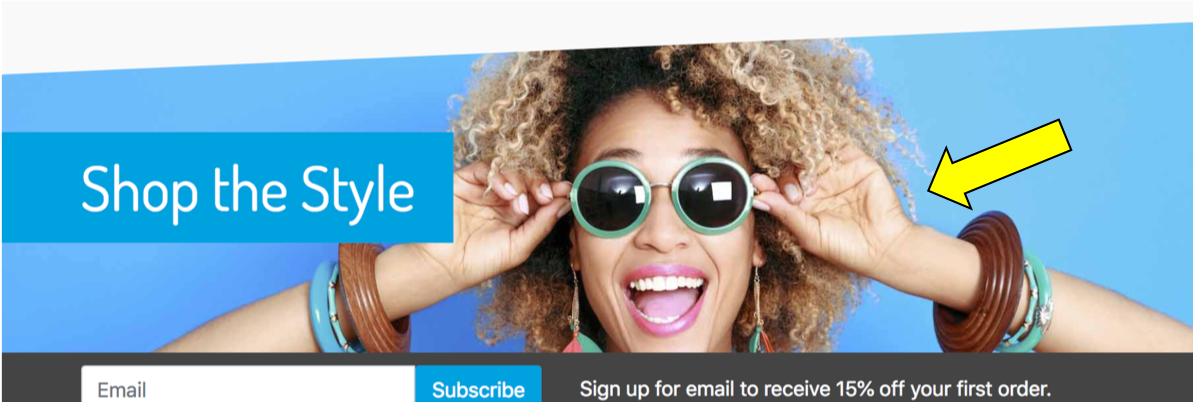 Shop the Style
Email
Subscribe
Sign up for email to receive 15% off your first order.